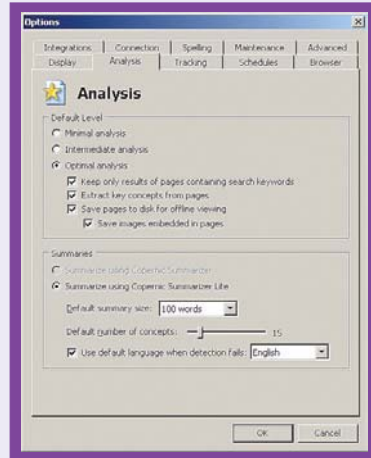 Options
Integrations Connection Spelling Maintenance Advanced
Display Analysis Tracking Schedules Browser
Analysis
Default Level
Minimal analysis
Intermediate analysis
Optimal analysis
Keep only results of pages containing search keywords
Extract key concepts from pages
Save pages to disk for offline viewing
Save images embedded in pages
Summaries
Summarize using Copernic Summarizer
Summarize using Copernic Summarizer Lite
Default summary size: 100 words
Default number of concepts: 15
Use default language when detection fails: English
OK Cancel